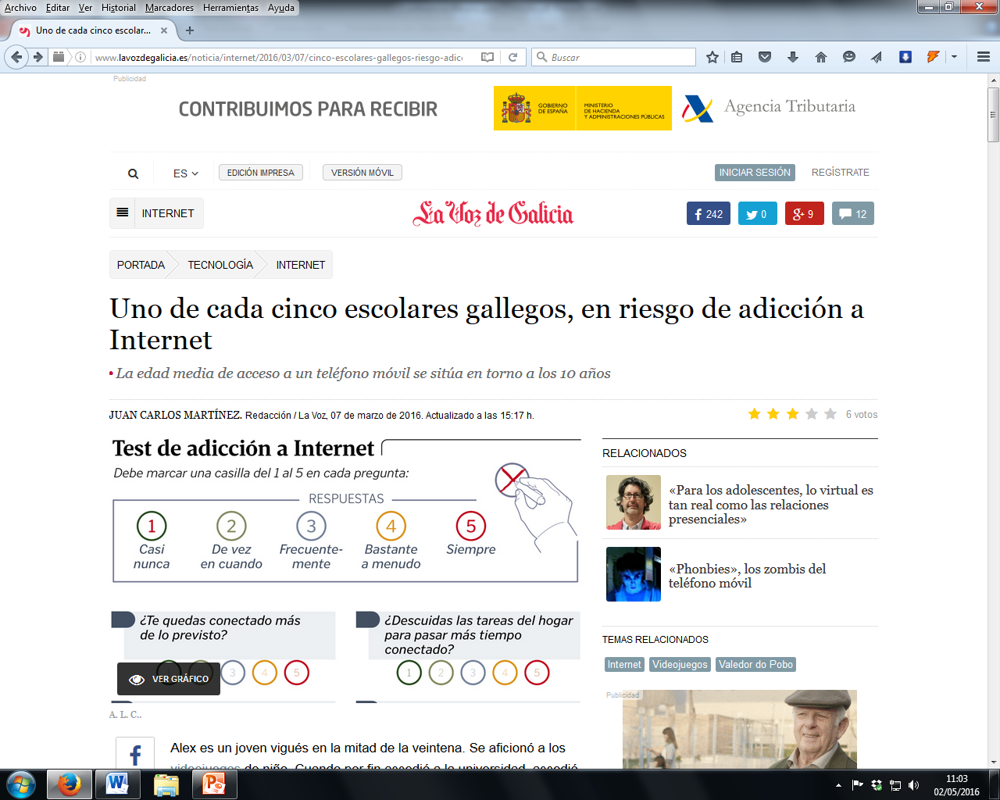 Archivo Editar Ver Historial Marcadores Herramientas Ayuda
Uno de cada cinco escolar...
www.lavozdegalicia.es/noticia/internet/2016/03/07/cinco-escolares-gallegos-riesgo-adic
Buscar
Publicidad
CONTRIBUIMOS PARA RECIBIR
GOBIERNO
DE ESPAÑA
MINISTERIO
DE HACIENDA
Y ADMINISTRACIONES PÚBLICAS
Agencia Tributaria
ES EDICIÓN IMPRESA VERSIÓN MÓVIL INICIAR SESIÓN REGÍSTRATE
INTERNET La Voz de Galicia 242 0 9 12
PORTADA TECNOLOGÍA INTERNET
Uno de cada cinco escolares gallegos, en riesgo de adicción a
Internet
La edad media de acceso a un teléfono móvil se sitúa en torno a los 10 años
JUAN CARLOS MARTÍNEZ. Redacción / La Voz, 07 de marzo de 2016. Actualizado a las 15:17 h.
6 votos
Test de adicción a Internet
Debe marcar una casilla del 1 al 5 en cada pregunta:
RESPUESTAS
1 2 3 4 5
Casi nunca
De vez en cuando
Frecuente-
mente
Bastante a menudo
Siempre
¿Te quedas conectado más
de lo previsto?
3 4 5
¿Descuidas las tareas del hogar
para pasar más tiempo
conectado?
1 2 3 4 5
VER GRÁFICO
A. L. C..
Alex es un joven vigués en la mitad de la veintena. Se aficionó a los
videojuegos de niño. Cuando por fin accedió a la universidad, accedió
RELACIONADOS
«Para los adolescentes, lo virtual es
tan real como las relaciones
presenciales»
«Phonbies», los zombis del
teléfono móvil
TEMAS RELACIONADOS
Internet Videojuegos Valedor do Pobo
Publicidad
11:03
02/05/2016